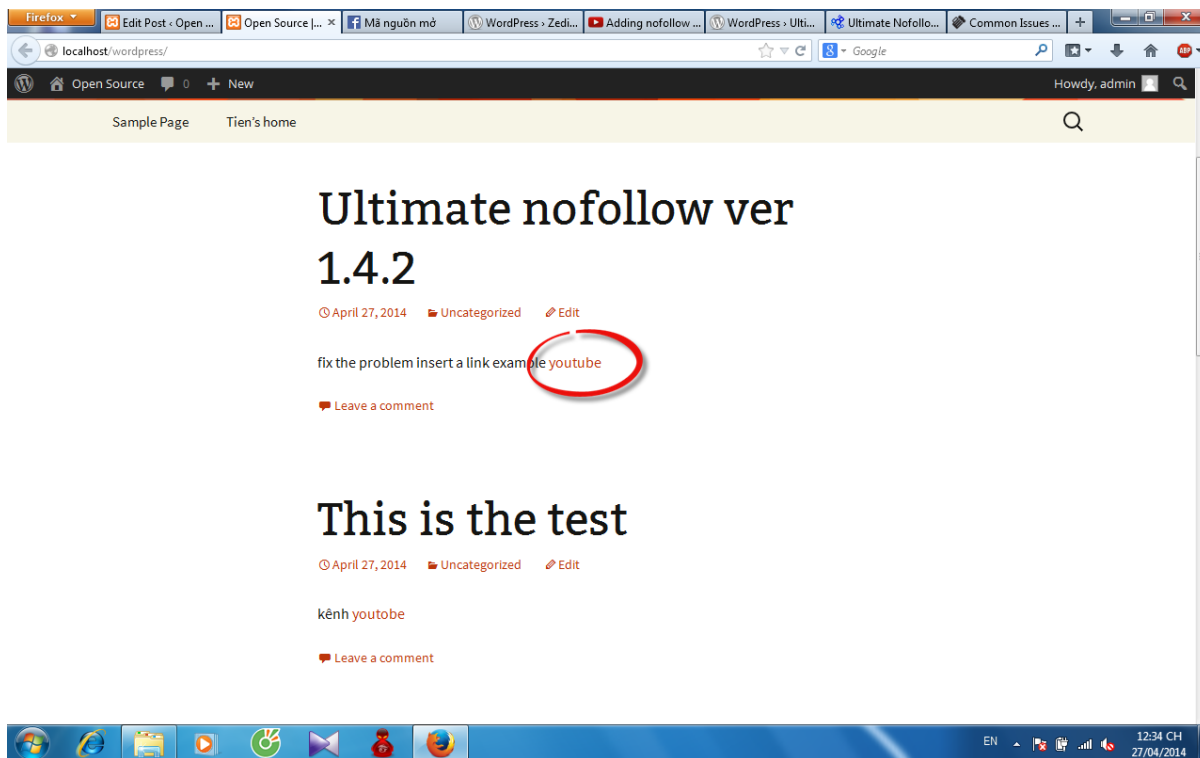 Firefox
Edit Post ‹ Open ...
Open Source |...
Mã nguồn mở
WordPress › Zedi...
Adding nofollow ...
WordPress › Ulti...
Ultimate Nofollo...
Common Issues ...
localhost/wordpress/
Google
ABP
Open Source 0 + New Howdy, admin
Sample Page Tien's home
Ultimate nofollow ver
1.4.2
April 27, 2014 Uncategorized Edit
fix the problem insert a link example youtube
Leave a comment
This is the test
April 27, 2014 Uncategorized Edit
kênh youtobe
Leave a comment
EN
12:34 CH
27/04/2014